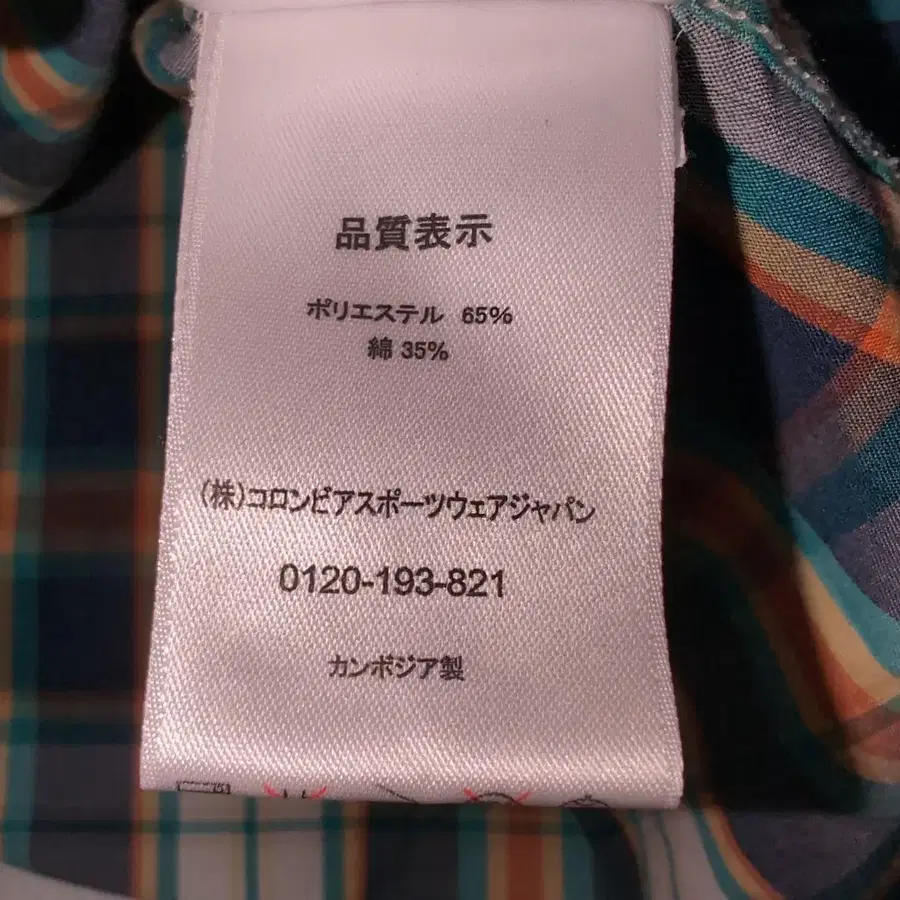 品質表示
ポリエステル 65%
綿 35%
(株)コロンビアスポーツウェアジャパン
0120-193-821
カンボジア製